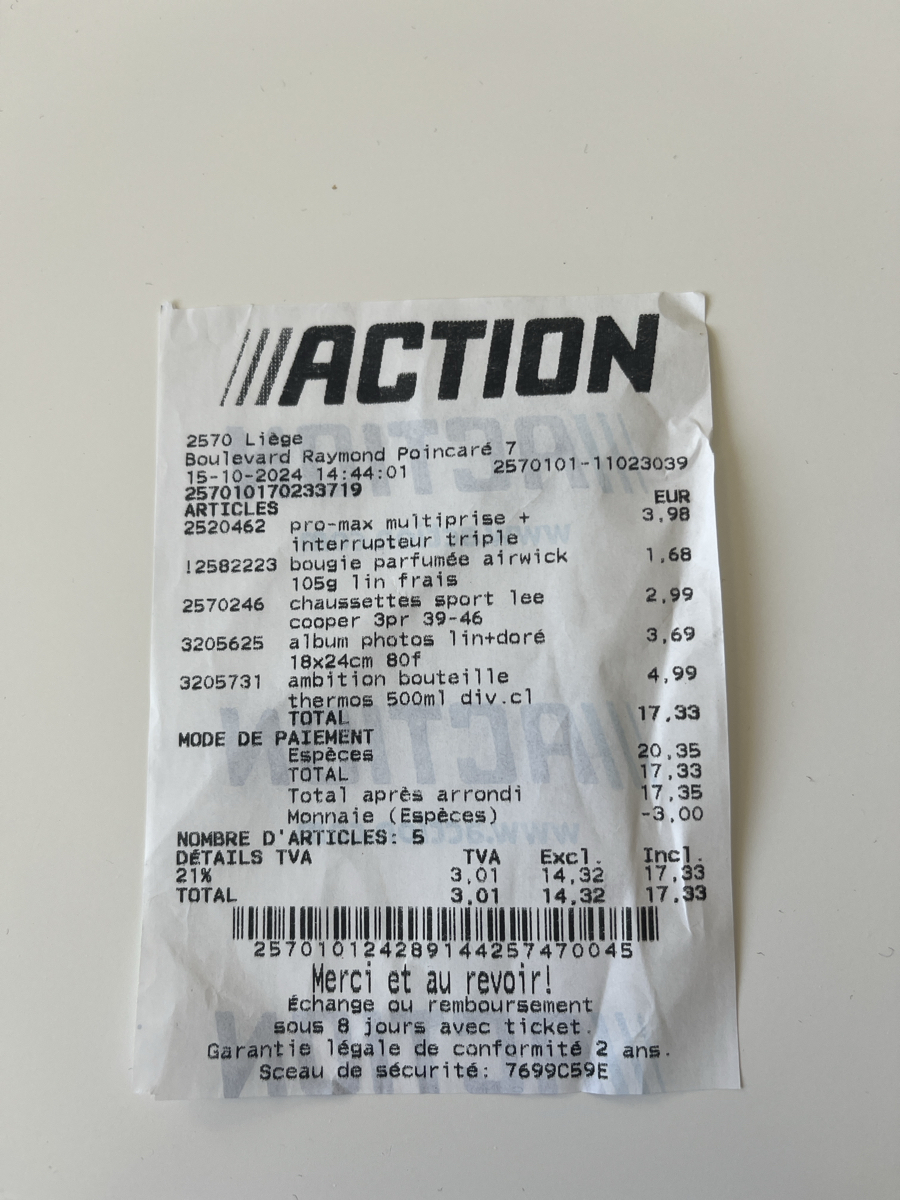 ///ACTION
2570 Liège
Boulevard Raymond Poincaré 7
15-10-2024 14:44:01 2570101-11023039
257010170233719
ARTICLES EUR
2520462 pro-max multiprise + 3,98
interrupteur triple
!2582223 bougie parfumée airwick 1,68
105g lin frais
2570246 chaussettes sport lee 2,99
cooper 3pr 39-46
3205625 album photos lin+doré 3,69
18x24cm 80f
3205731 ambition bouteille 4,99
thermos 500ml div.cl
TOTAL 17,33
MODE DE PAIEMENT
Espèces 20,35
TOTAL 17,33
Total après arrondi 17,35
Monnaie (Espèces) -3,00
NOMBRE D'ARTICLES: 5
DÉTAILS TVA TVA Excl. Incl.
21% 3,01 14,32 17,33
TOTAL 3,01 14,32 17,33
2570101242891442574​70045
Merci et au revoir!
Échange ou remboursement
sous 8 jours avec ticket.
Garantie légale de conformité 2 ans.
Sceau de sécurité: 7699C59E